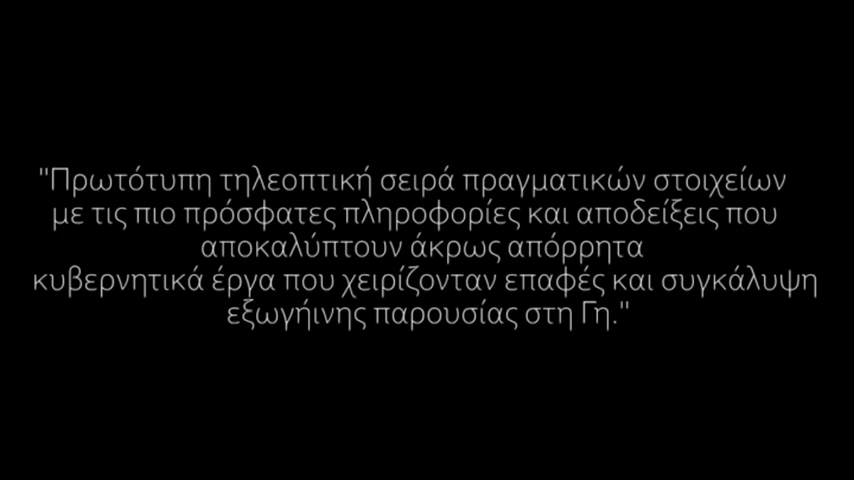 "Πρωτότυπη τηλεοπτική σειρά πραγματικών στοιχείων
με τις πιο πρόσφατες πληροφορίες και αποδείξεις που
αποκαλύπτουν άκρως απόρρητα
κυβερνητικά έργα που χειρίζονταν επαφές και συγκάλυψη
εξωγήινης παρουσίας στη Γη."